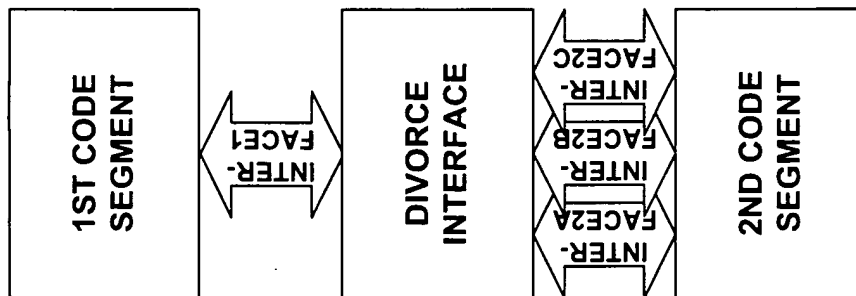 1ST CODE
SEGMENT
INTER-
FACE1
DIVORCE
INTERFACE
INTER-
FACE2A
INTER-
FACE2B
INTER-
FACE2C
2ND CODE
SEGMENT